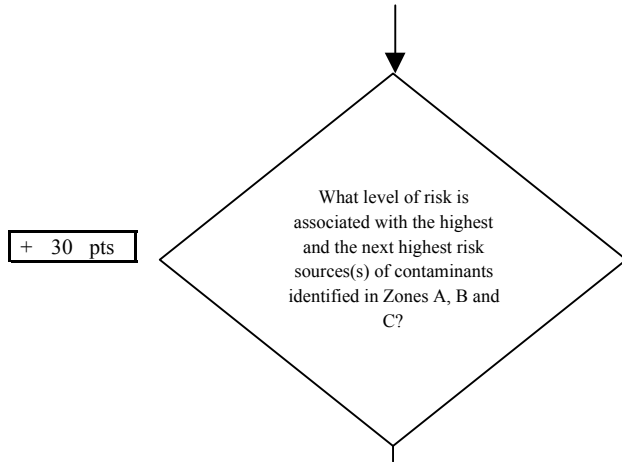 + 30 pts
What level of risk is
associated with the highest
and the next highest risk
sources(s) of contaminants
identified in Zones A, B and
C?